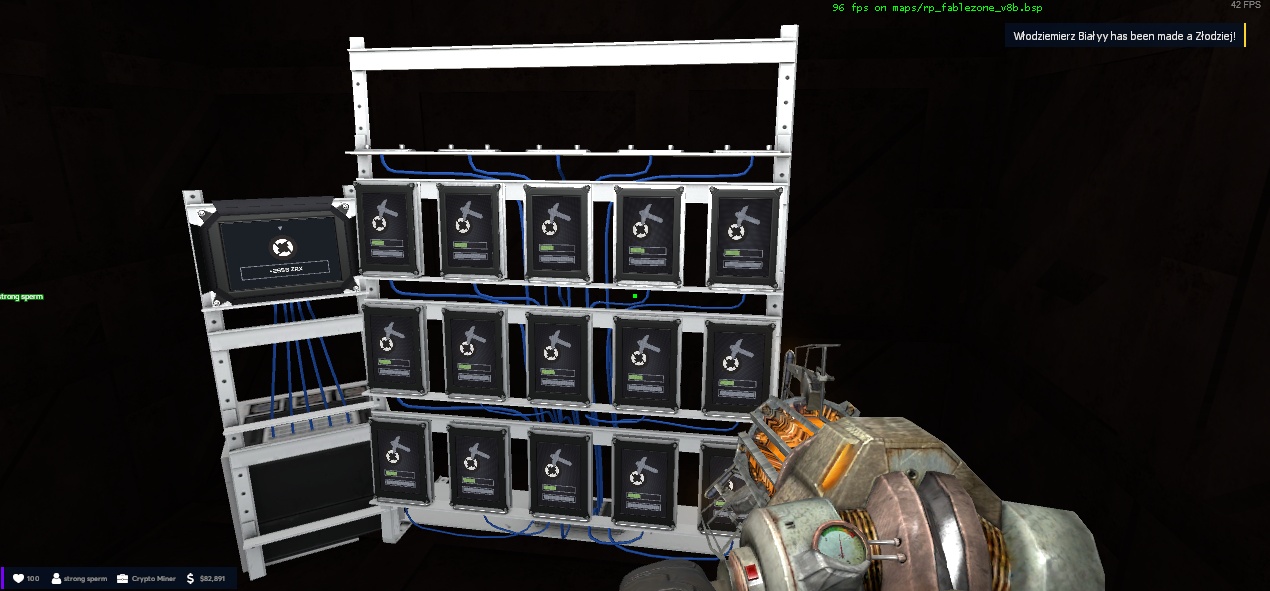 96 fps on maps/rp_fablezone_v8b.bsp
42 FPS
Włodziemierz Białyy has been made a Złodziej!
strong sperm
100
strong sperm
Crypto Miner
$82,891